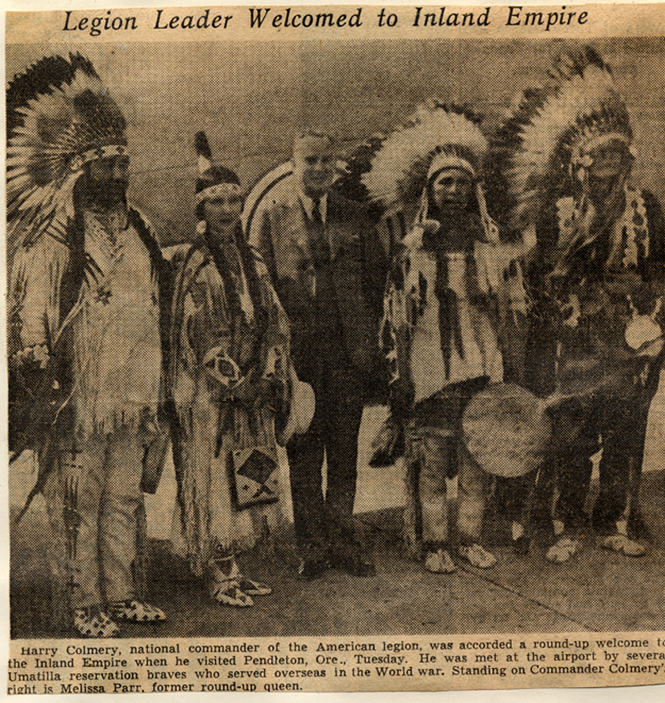 Legion Leader Welcomed to Inland Empire
Harry Colmery, national commander of the American legion, was accorded a round-up welcome to
the Inland Empire when he visited Pendleton, Ore., Tuesday. He was met at the airport by severa
Umatilla reservation braves who served overseas in the World war. Standing on Commander Colmery'
right is Melissa Parr, former round-up queen.